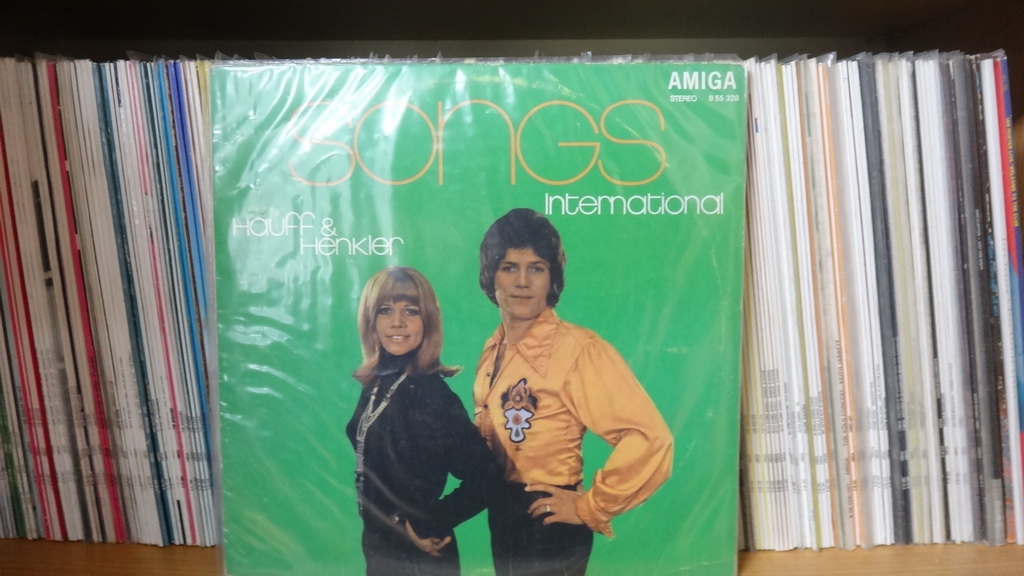 AMIGA
STEREO 8 55 328
SONGS
International
Hauff &
Henkler